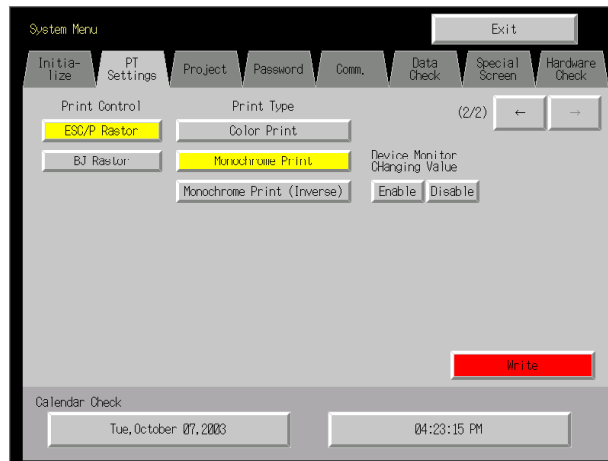 System Menu
Exit
Initia-
lize
PT
Settings
Project
Password
Comm.
Data
Check
Special
Screen
Hardware
Check
Print Control
Print Type
(2/2)
←
→
ESC/P Rastor
Color Print
BJ Rastor
Monochrome Print
Device Monitor
CHanging Value
Monochrome Print (Inverse)
Enable
Disable
Write
Calendar Check
Tue,October 07,2003
04:23:15 PM